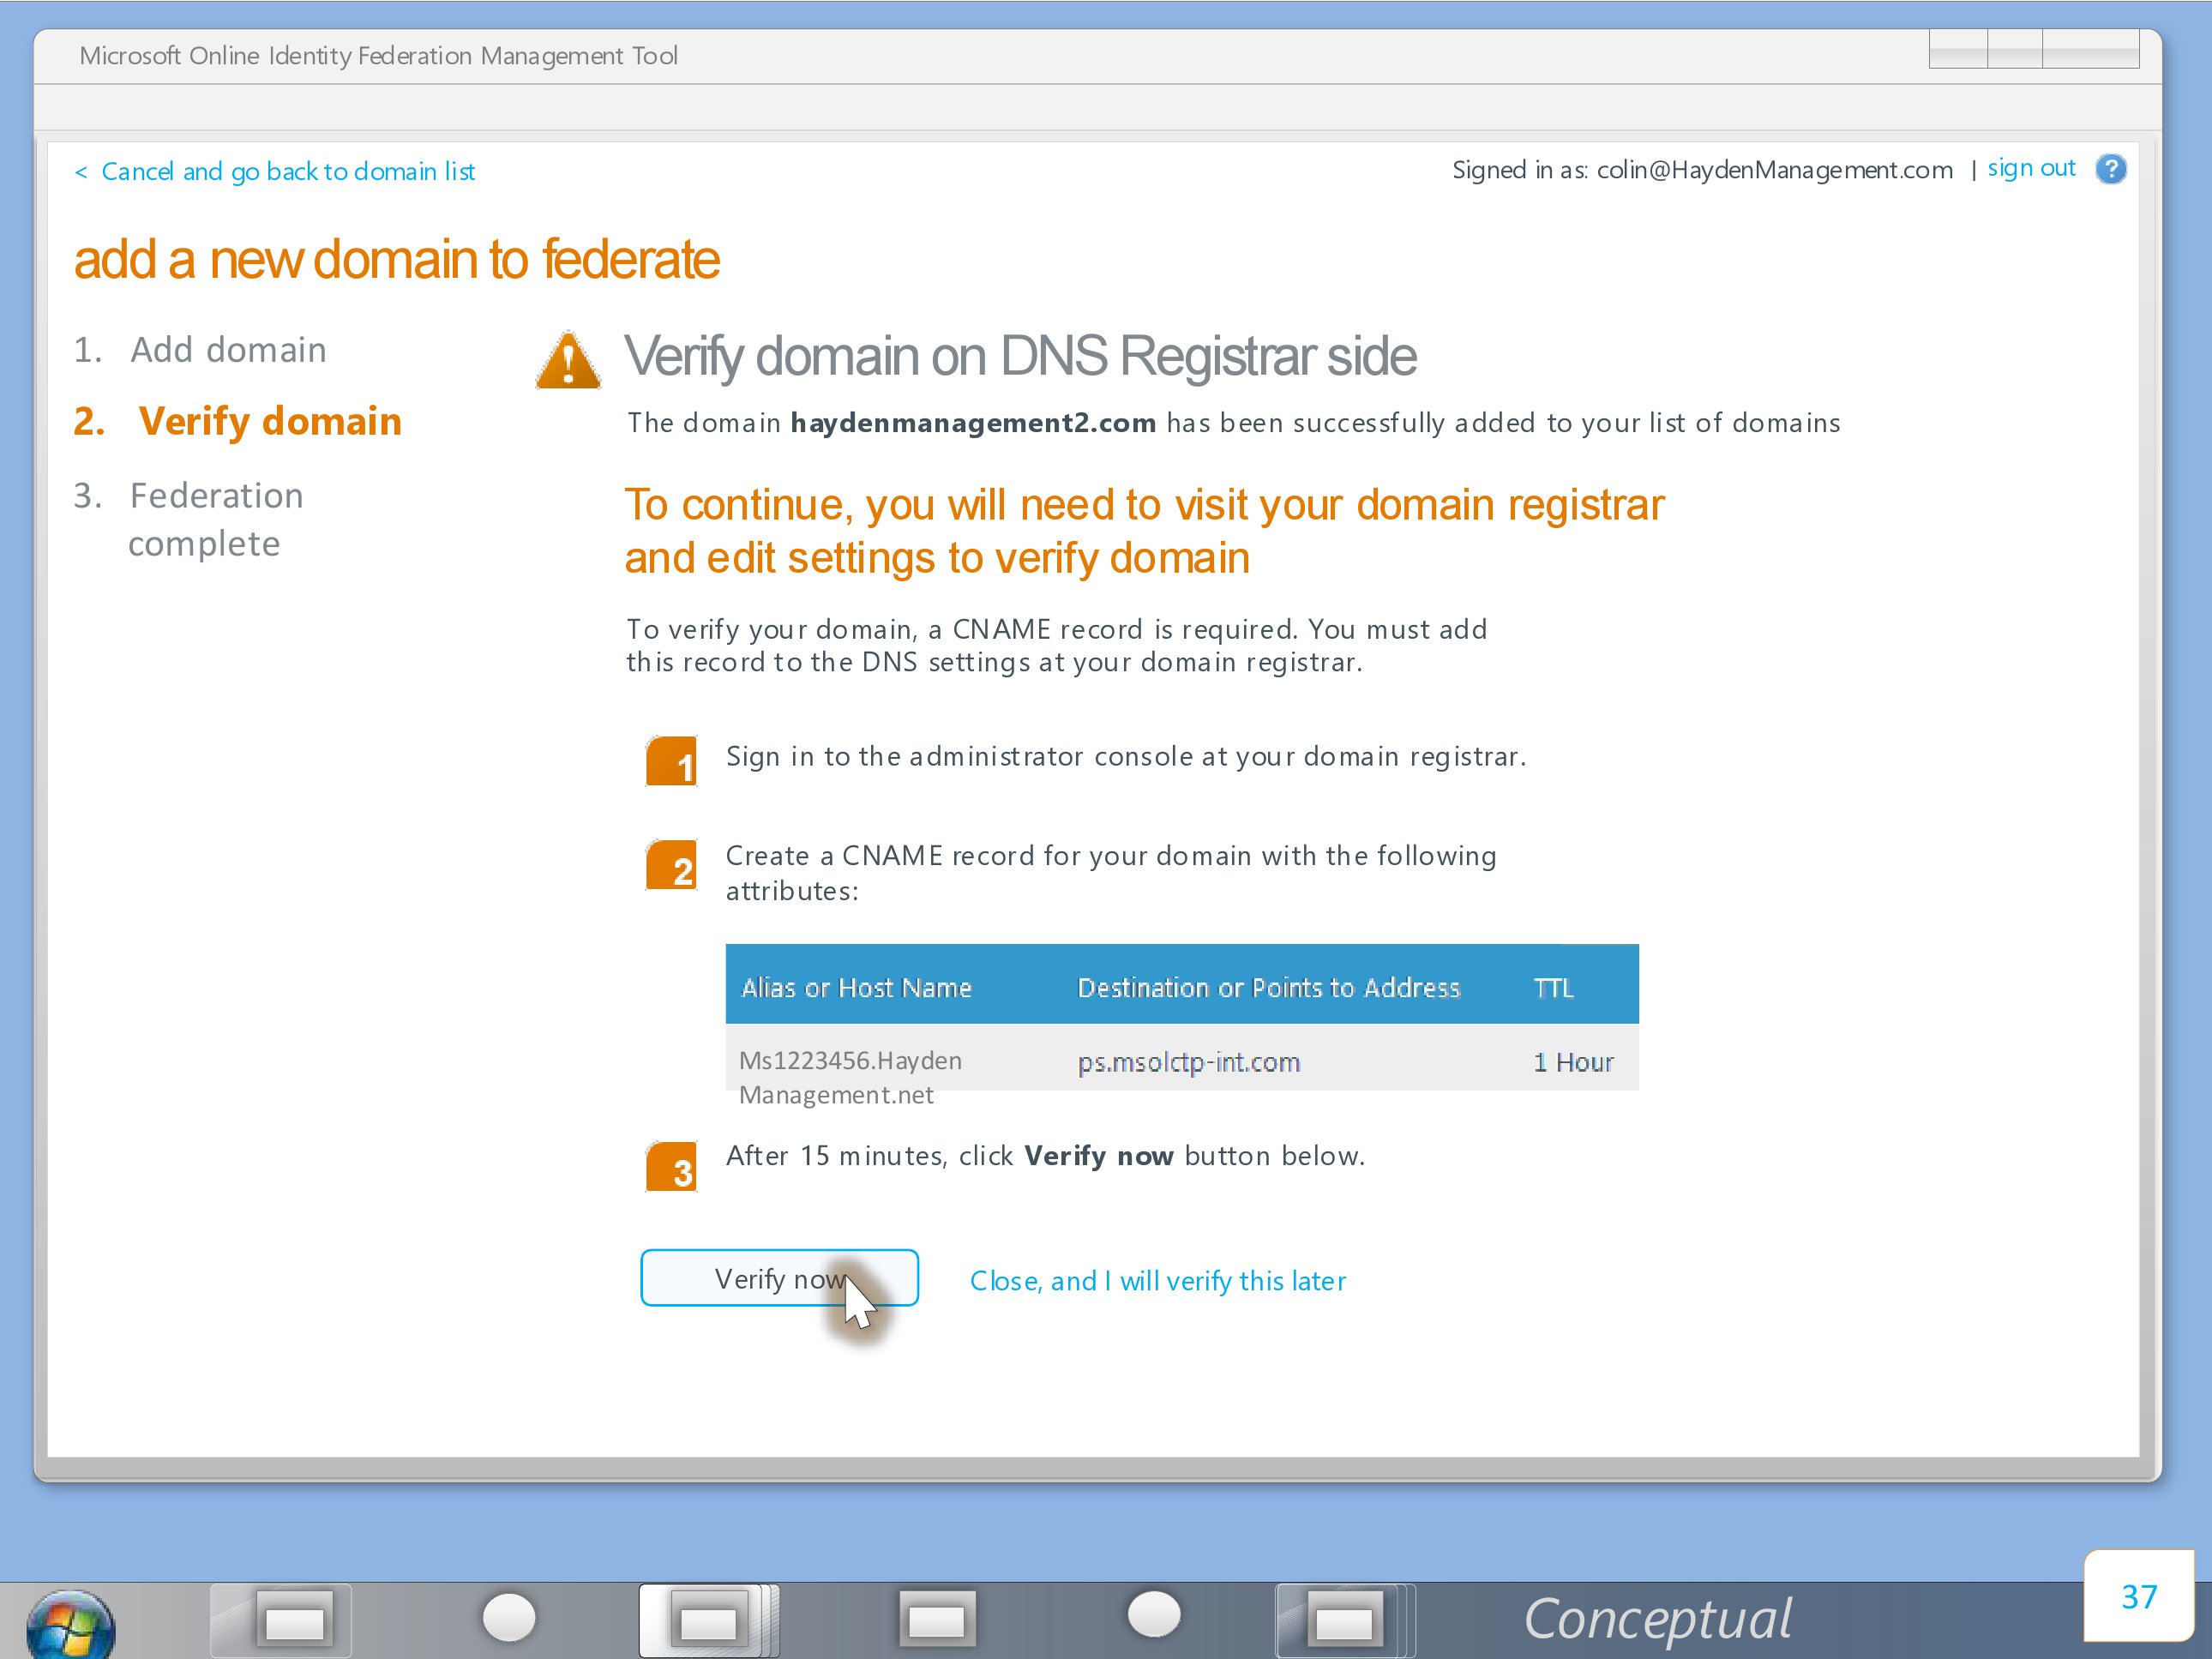 Microsoft Online Identity Federation Management Tool
< Cancel and go back to domain list
Signed in as: colin@HaydenManagement.com | sign out ?
add a new domain to federate
1. Add domain
2. Verify domain
3. Federation
complete
! Verify domain on DNS Registrar side
The domain haydenmanagement2.com has been successfully added to your list of domains
To continue, you will need to visit your domain registrar
and edit settings to verify domain
To verify your domain, a CNAME record is required. You must add
this record to the DNS settings at your domain registrar.
1 Sign in to the administrator console at your domain registrar.
2 Create a CNAME record for your domain with the following
attributes:
Alias or Host Name Destination or Points to Address TTL
Ms1223456.Hayden ps.msolctp-int.com 1 Hour
Management.net
3 After 15 minutes, click Verify now button below.
Verify now Close, and I will verify this later
Conceptual
37